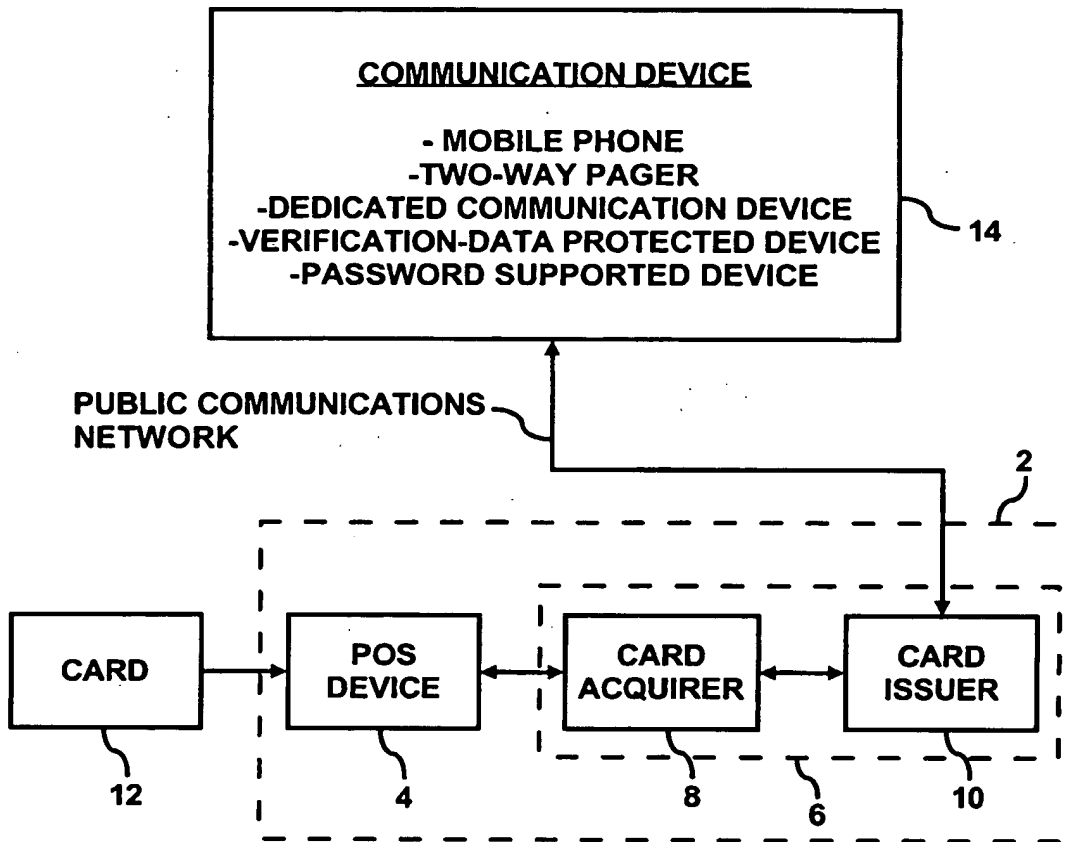 COMMUNICATION DEVICE
- MOBILE PHONE
-TWO-WAY PAGER
-DEDICATED COMMUNICATION DEVICE
-VERIFICATION-DATA PROTECTED DEVICE
-PASSWORD SUPPORTED DEVICE
14
PUBLIC COMMUNICATIONS
NETWORK
2
CARD
POS
DEVICE
CARD
ACQUIRER
CARD
ISSUER
12
4
8
6
10